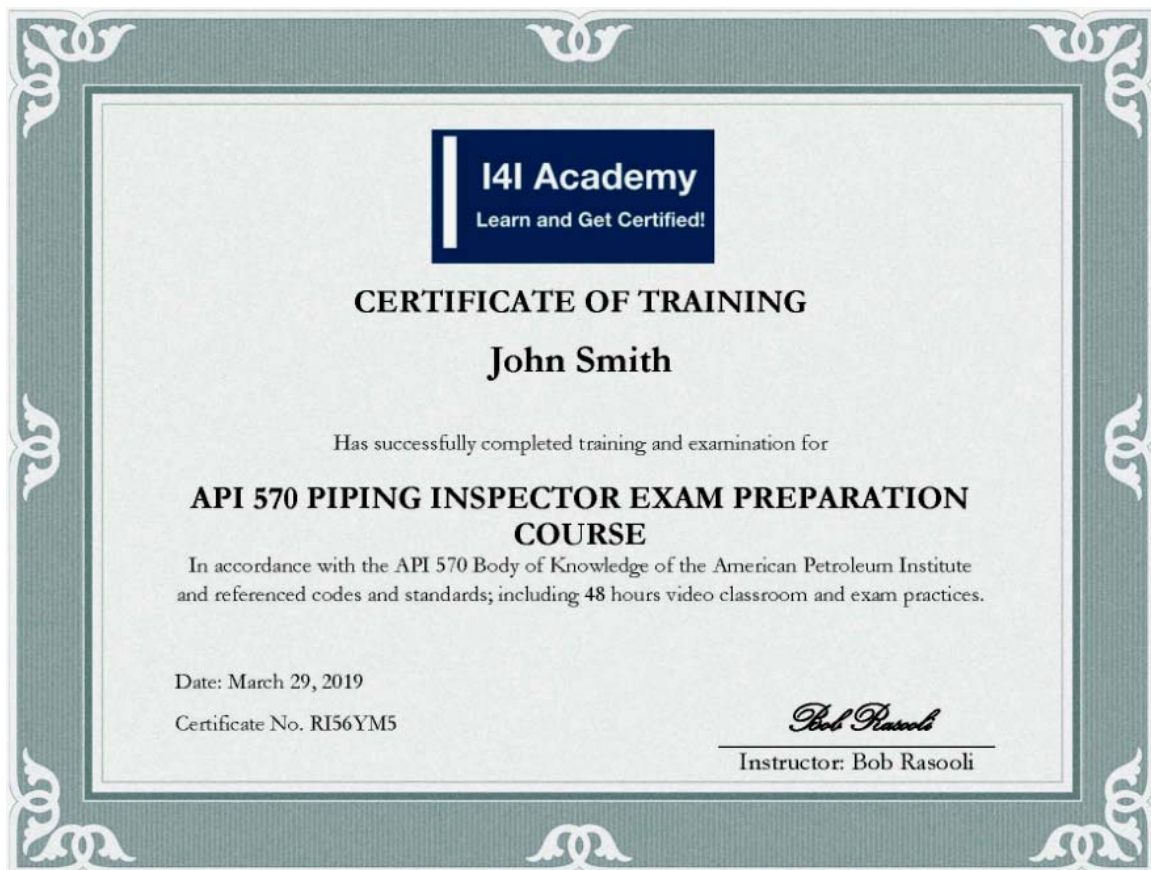 I4I Academy
Learn and Get Certified!
CERTIFICATE OF TRAINING
John Smith
Has successfully completed training and examination for
API 570 PIPING INSPECTOR EXAM PREPARATION
COURSE
In accordance with the API 570 Body of Knowledge of the American Petroleum Institute
and referenced codes and standards; including 48 hours video classroom and exam practices.
Date: March 29, 2019
Certificate No. RI56YM5
Bob Rasooli
Instructor: Bob Rasooli